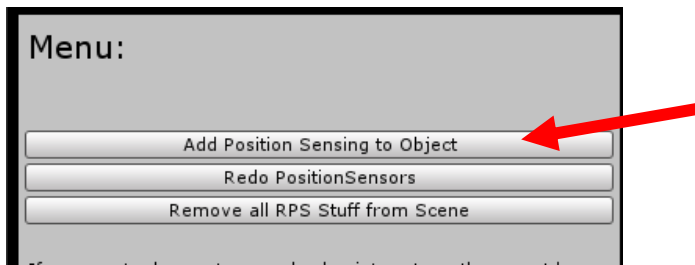 Menu:
Add Position Sensing to Object
Redo PositionSensors
Remove all RPS Stuff from Scene